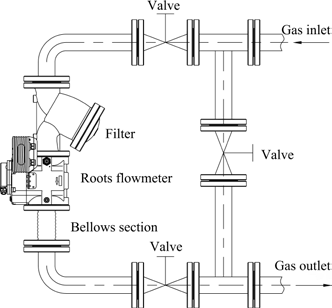 Valve
Gas inlet
Filter
Valve
Roots flowmeter
Bellows section
Valve
Gas outlet